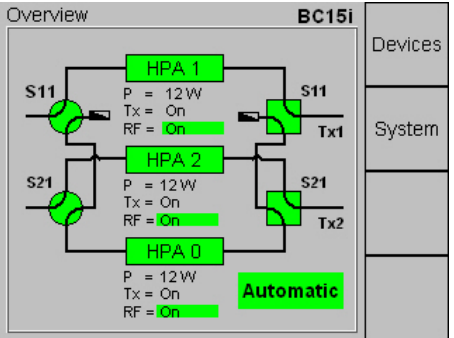 Overview BC15i
Devices
System
HPA 1
S11 S11
P = 12 W
Tx = On
RF = On
Tx1
HPA 2
S21 S21
P = 12 W
Tx = On
RF = On
Tx2
HPA 0
P = 12 W
Tx = On
RF = On
Automatic